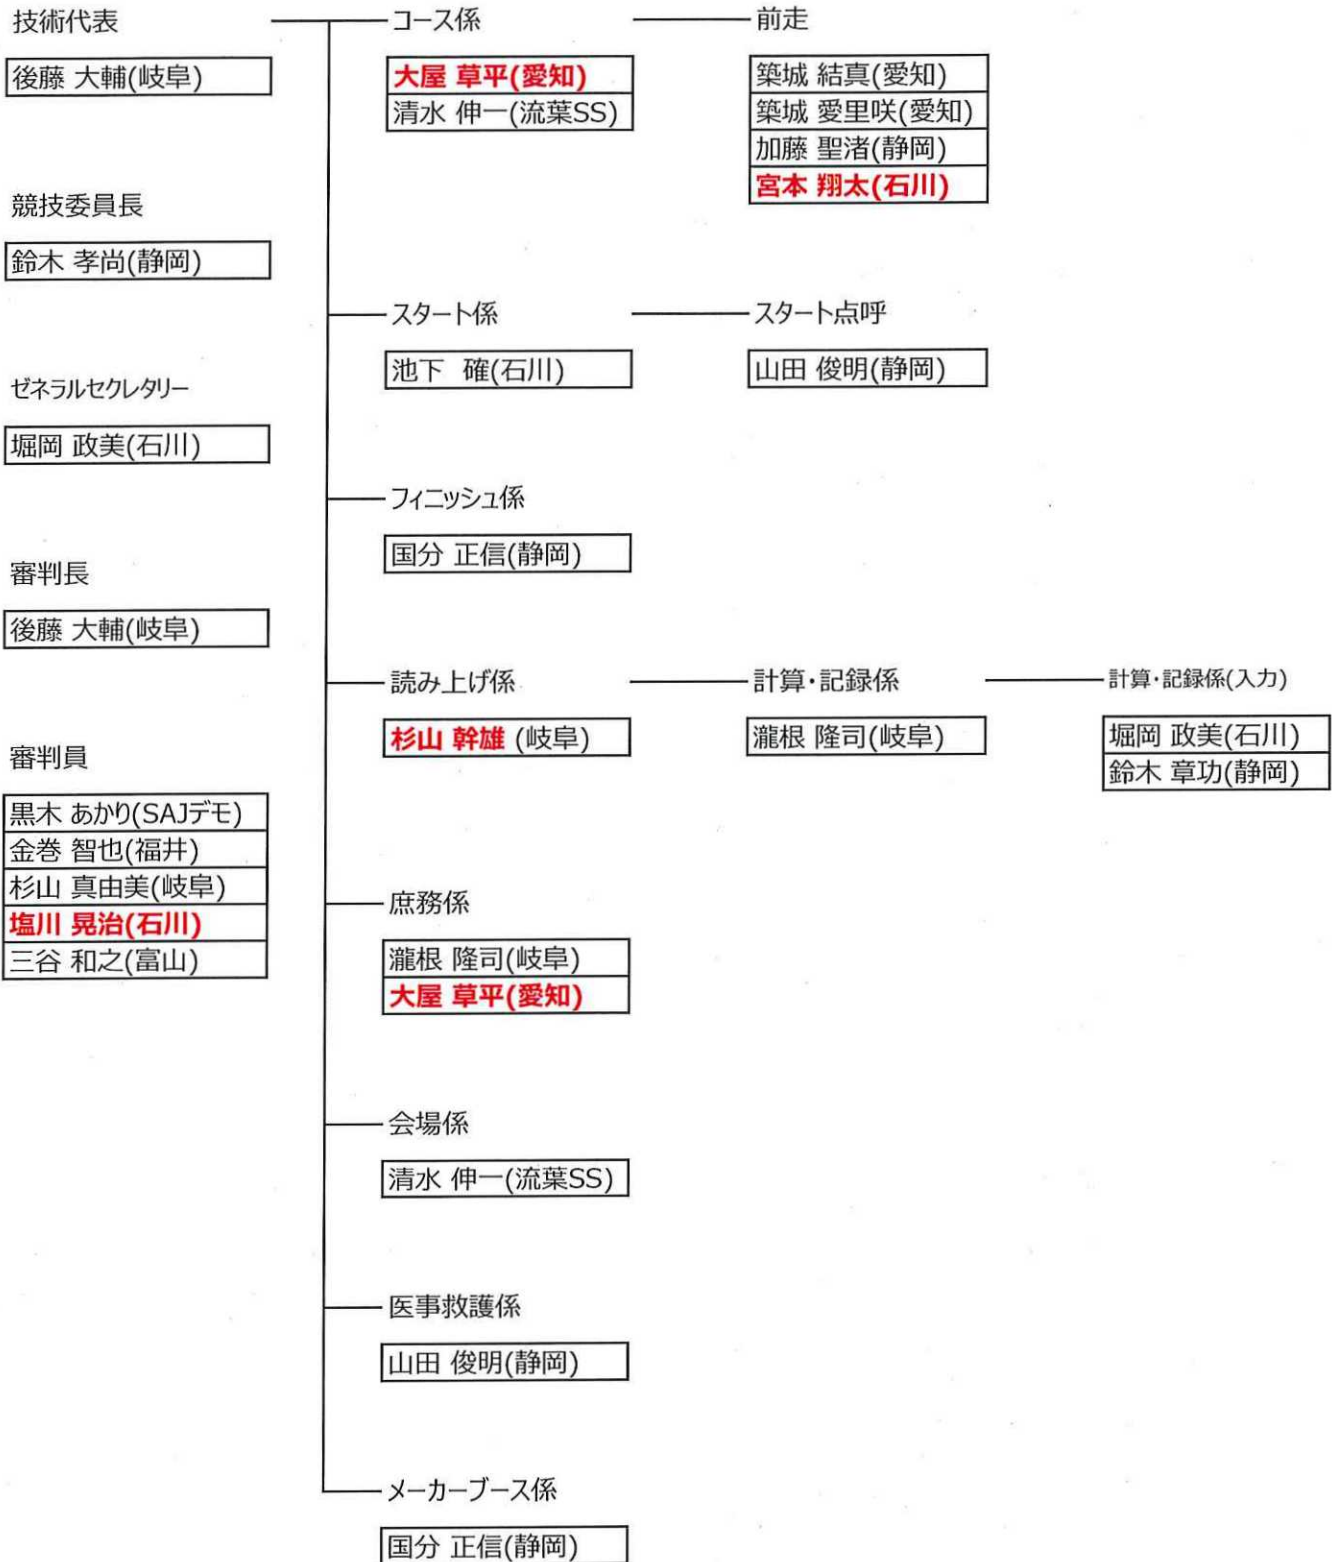 技術代表
後藤 大輔(岐阜)
競技委員長
鈴木 孝尚(静岡)
ゼネラルセクレタリー
堀岡 政美(石川)
審判長
後藤 大輔(岐阜)
審判員
黒木 あかり(SAJデモ)
金巻 智也(福井)
杉山 真由美(岐阜)
塩川 晃治(石川)
三谷 和之(富山)
コース係
大屋 草平(愛知)
清水 伸一(流葉SS)
前走
築城 結真(愛知)
築城 愛里咲(愛知)
加藤 聖渚(静岡)
宮本 翔太(石川)
スタート係
池下 確(石川)
スタート点呼
山田 俊明(静岡)
フィニッシュ係
国分 正信(静岡)
読み上げ係
杉山 幹雄 (岐阜)
計算・記録係
瀧根 隆司(岐阜)
計算・記録係(入力)
堀岡 政美(石川)
鈴木 章功(静岡)
庶務係
瀧根 隆司(岐阜)
大屋 草平(愛知)
会場係
清水 伸一(流葉SS)
医事救護係
山田 俊明(静岡)
メーカーブース係
国分 正信(静岡)